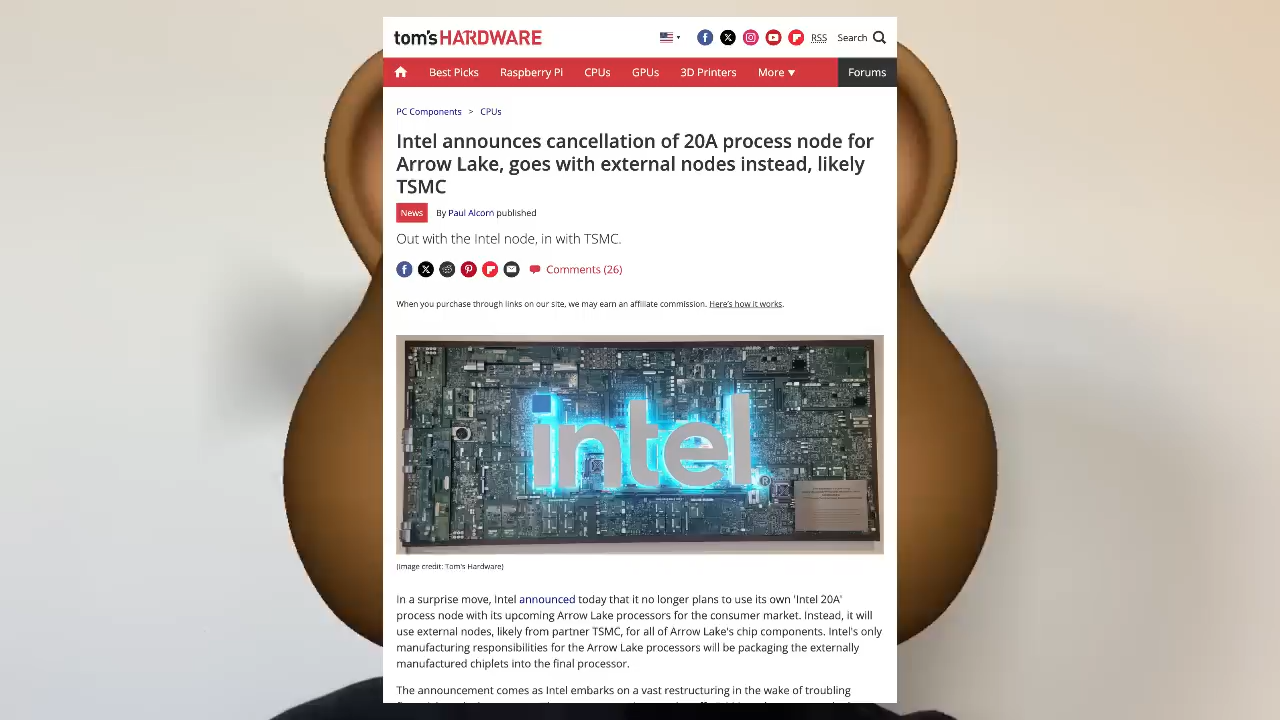 tom's HARDWARE
RSS
Search
Best Picks
Raspberry Pi
CPUs
GPUs
3D Printers
More ▼
Forums
PC Components > CPUs
Intel announces cancellation of 20A process node for
Arrow Lake, goes with external nodes instead, likely
TSMC
News
By Paul Alcorn published
Out with the Intel node, in with TSMC.
Comments (26)
When you purchase through links on our site, we may earn an affiliate commission. Here's how it works.
intel®
(Image credit: Tom's Hardware)
In a surprise move, Intel announced today that it no longer plans to use its own 'Intel 20A'
process node with its upcoming Arrow Lake processors for the consumer market. Instead, it will
use external nodes, likely from partner TSMC, for all of Arrow Lake's chip components. Intel's only
manufacturing responsibilities for the Arrow Lake processors will be packaging the externally
manufactured chiplets into the final processor.
The announcement comes as Intel embarks on a vast restructuring in the wake of troubling